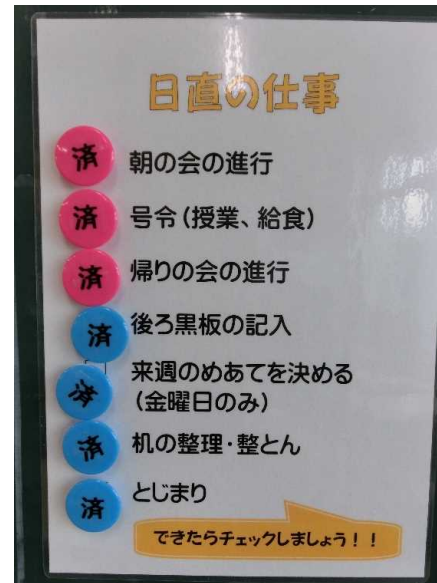 日直の仕事
済 朝の会の進行
済 号令(授業、給食)
済 帰りの会の進行
済 後ろ黒板の記入
済 来週のめあてを決める
(金曜日のみ)
済 机の整理・整とん
済 とじまり
できたらチェックしましょう!!